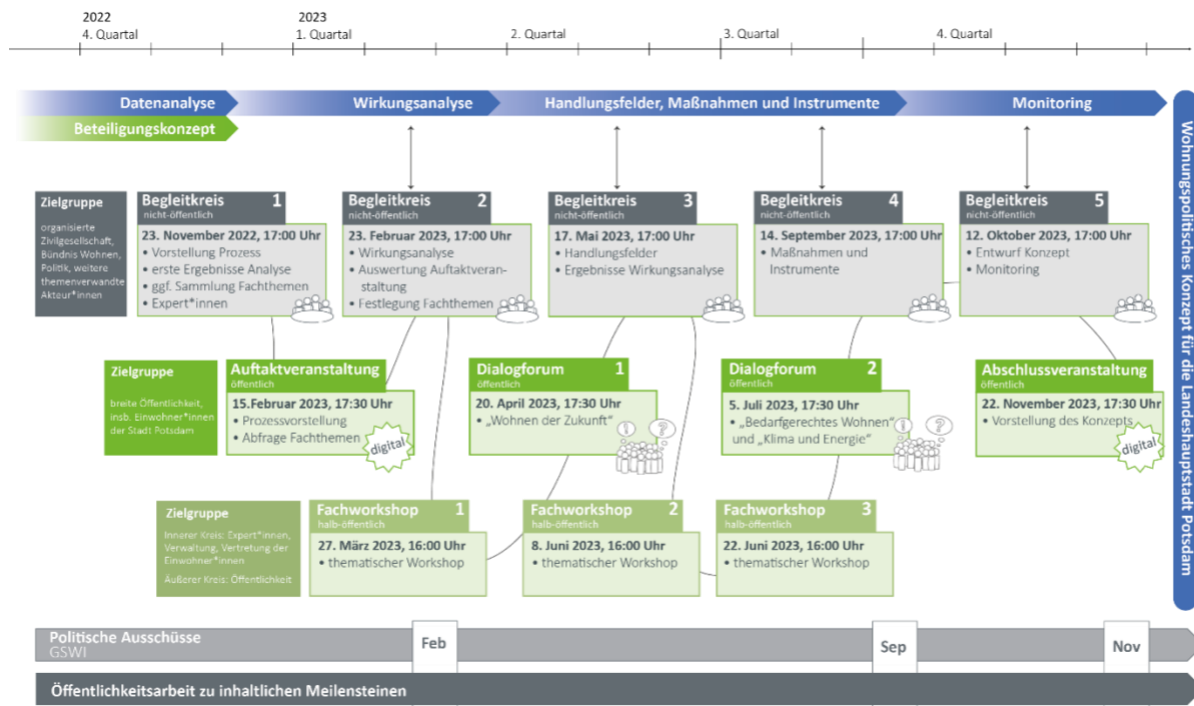 2022
4. Quartal
2023
1. Quartal
2. Quartal
3. Quartal
4. Quartal
Datenanalyse
Wirkungsanalyse
Handlungsfelder, Maßnahmen und Instrumente
Monitoring
Beteiligungskonzept
Wohnungspolitisches Konzept für die Landeshauptstadt Potsdam
Zielgruppe
organisierte
Zivilgesellschaft,
Bündnis Wohnen,
Politik, weitere
themenverwandte
Akteur*innen
Begleitkreis 1
nicht-öffentlich
23. November 2022, 17:00 Uhr
• Vorstellung Prozess
• erste Ergebnisse Analyse
• ggf. Sammlung Fachthemen
• Expert*innen
Begleitkreis 2
nicht-öffentlich
23. Februar 2023, 17:00 Uhr
• Wirkungsanalyse
• Auswertung Auftaktveran-
staltung
• Festlegung Fachthemen
Begleitkreis 3
nicht-öffentlich
17. Mai 2023, 17:00 Uhr
• Handlungsfelder
• Ergebnisse Wirkungsanalyse
Begleitkreis 4
nicht-öffentlich
14. September 2023, 17:00 Uhr
• Maßnahmen und
Instrumente
Begleitkreis 5
nicht-öffentlich
12. Oktober 2023, 17:00 Uhr
• Entwurf Konzept
• Monitoring
Zielgruppe
breite Öffentlichkeit,
insb. Einwohner*innen
der Stadt Potsdam
Auftaktveranstaltung
öffentlich
15.Februar 2023, 17:30 Uhr
• Prozessvorstellung
• Abfrage Fachthemen
digital
Dialogforum 1
öffentlich
20. April 2023, 17:30 Uhr
• „Wohnen der Zukunft“
Dialogforum 2
öffentlich
5. Juli 2023, 17:30 Uhr
• „Bedarfgerechtes Wohnen“
und „Klima und Energie“
Abschlussveranstaltung
öffentlich
22. November 2023, 17:30 Uhr
• Vorstellung des Konzepts
digital
Zielgruppe
Innerer Kreis: Expert*innen,
Verwaltung, Vertretung der
Einwohner*innen
Äußerer Kreis: Öffentlichkeit
Fachworkshop 1
halb-öffentlich
27. März 2023, 16:00 Uhr
• thematischer Workshop
Fachworkshop 2
halb-öffentlich
8. Juni 2023, 16:00 Uhr
• thematischer Workshop
Fachworkshop 3
halb-öffentlich
22. Juni 2023, 16:00 Uhr
• thematischer Workshop
Politische Ausschüsse
GSWI
Feb
Sep
Nov
Öffentlichkeitsarbeit zu inhaltlichen Meilensteinen